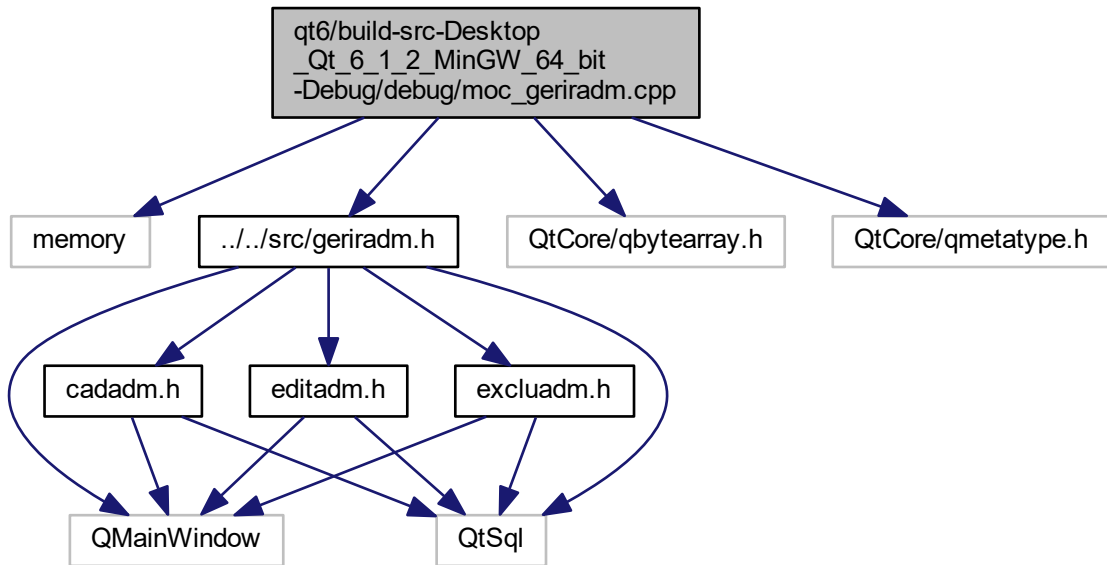 qt6/build-src-Desktop
_Qt_6_1_2_MinGW_64_bit
-Debug/debug/moc_geriradm.cpp
memory
../../src/geriradm.h
QtCore/qbytearray.h
QtCore/qmetatype.h
cadadm.h
editadm.h
excluadm.h
QMainWindow
QtSql